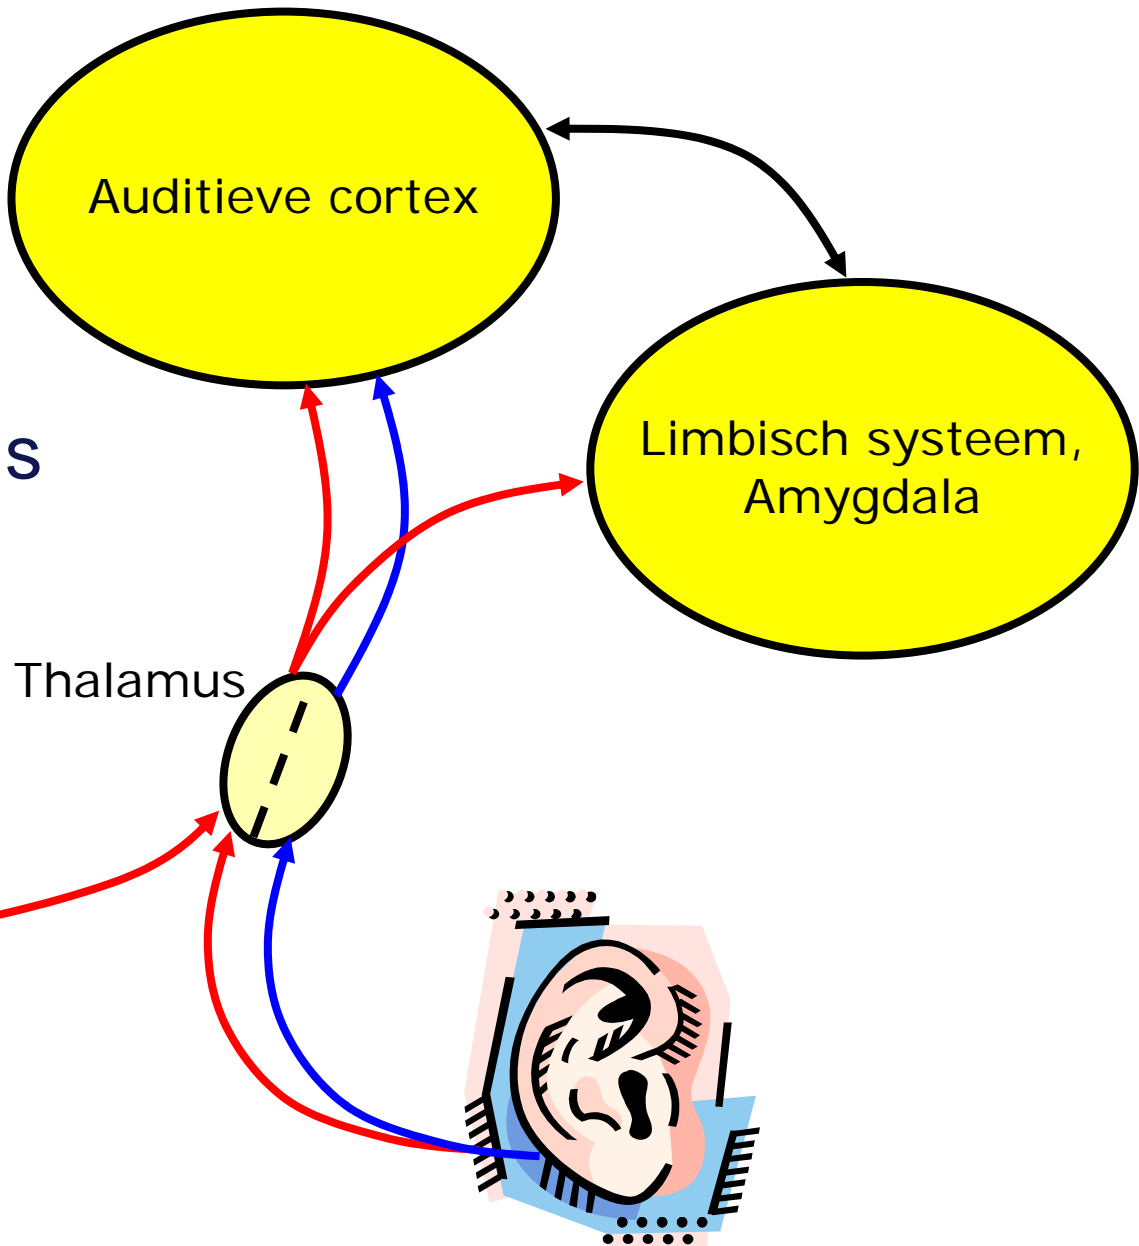 Auditieve cortex
Limbisch systeem,
Amygdala
s
Thalamus